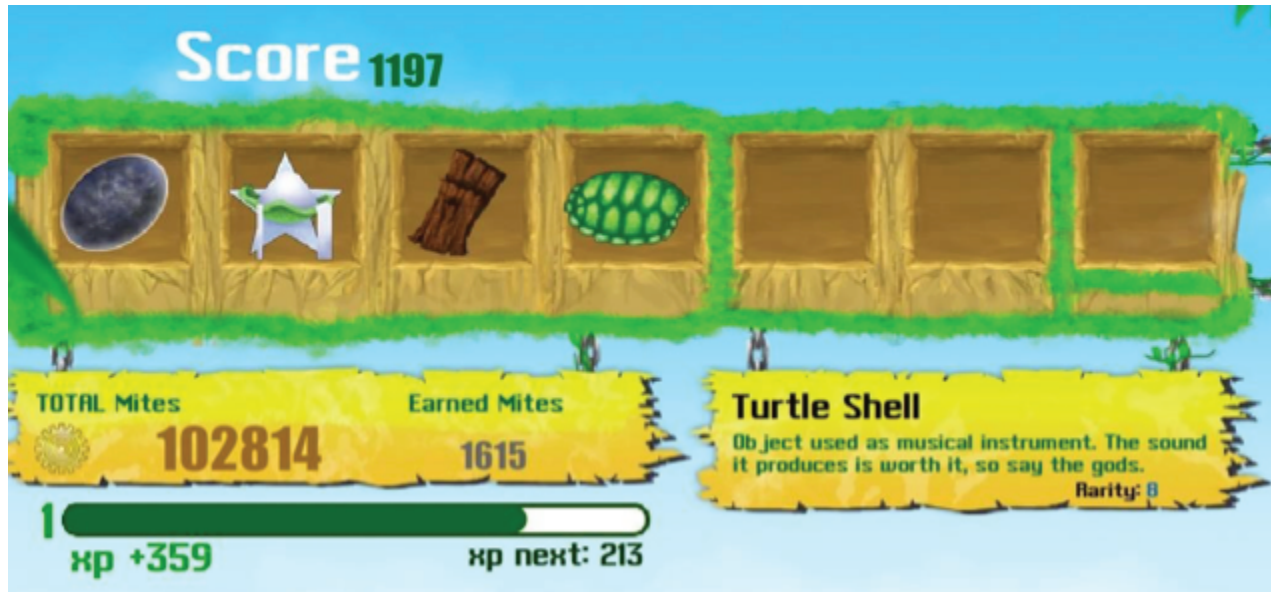 Score 1197
TOTAL Mites Earned Mites
102814 1615
Turtle Shell
Object used as musical instrument. The sound
it produces is worth it, so say the gods.
Rarity: 8
1
xp +359 xp next: 213